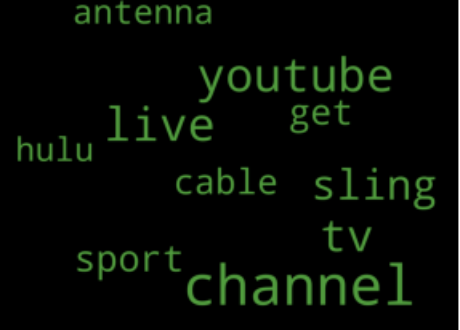 antenna
youtube
get
live
hulu
cable
sling
tv
sport
channel